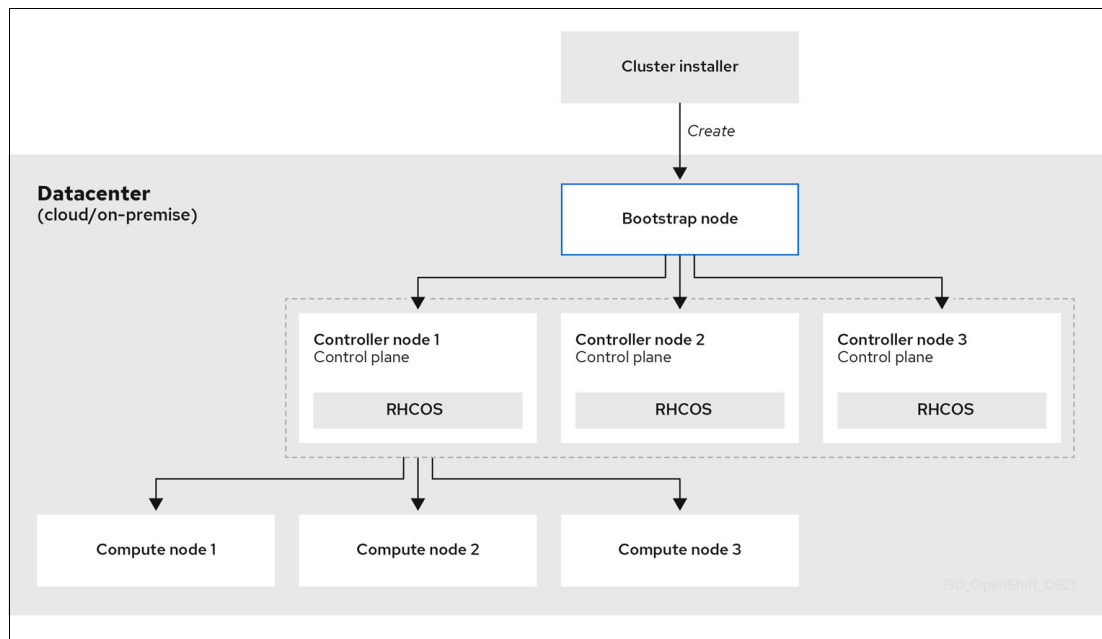 Cluster installer
Create
Datacenter
(cloud/on-premise)
Bootstrap node
Controller node 1
Control plane
RHCOS
Controller node 2
Control plane
RHCOS
Controller node 3
Control plane
RHCOS
Compute node 1
Compute node 2
Compute node 3
150_OpenShift_0921